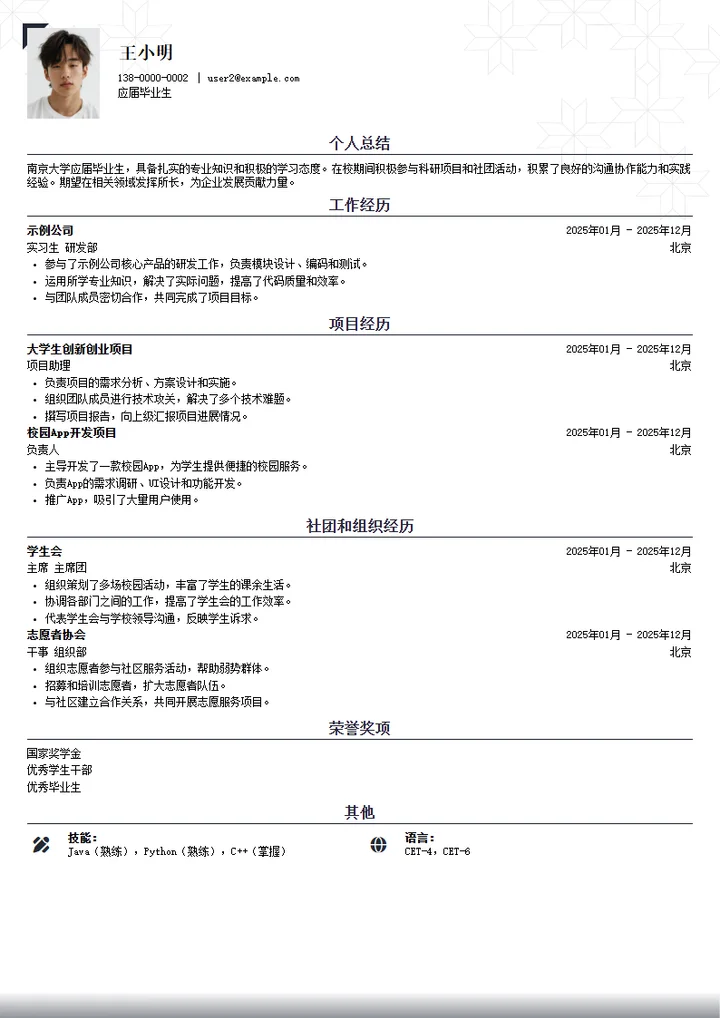 王小明
138-0000-0002 | user2@example.com
应届毕业生
个人总结
南京大学应届毕业生，具备扎实的专业知识和积极的学习态度。在校期间积极参与科研项目和社团活动，积累了良好的沟通协作能力和实践
经验。期望在相关领域发挥所长，为企业发展贡献力量。
工作经历
示例公司 2025年01月 - 2025年12月
实习生 研发部 北京
• 参与了示例公司核心产品的研发工作，负责模块设计、编码和测试。
• 运用所学专业知识，解决了实际问题，提高了代码质量和效率。
• 与团队成员密切合作，共同完成了项目目标。
项目经历
大学生创新创业项目 2025年01月 - 2025年12月
项目助理 北京
• 负责项目的需求分析、方案设计和实施。
• 组织团队成员进行技术攻关，解决了多个技术难题。
• 撰写项目报告，向上级汇报项目进展情况。
校园App开发项目 2025年01月 - 2025年12月
负责人 北京
• 主导开发了一款校园App，为学生提供便捷的校园服务。
• 负责App的需求调研、UI设计和功能开发。
• 推广App，吸引了大量用户使用。
社团和组织经历
学生会 2025年01月 - 2025年12月
主席 主席团 北京
• 组织策划了多场校园活动，丰富了学生的课余生活。
• 协调各部门之间的工作，提高了学生会的工作效率。
• 代表学生会与学校领导沟通，反映学生诉求。
志愿者协会 2025年01月 - 2025年12月
干事 组织部 北京
• 组织志愿者参与社区服务活动，帮助弱势群体。
• 招募和培训志愿者，扩大志愿者队伍。
• 与社区建立合作关系，共同开展志愿服务项目。
荣誉奖项
国家奖学金
优秀学生干部
优秀毕业生
其他
技能： 语言：
Java（熟练），Python（熟练），C++（掌握） CET-4，CET-6